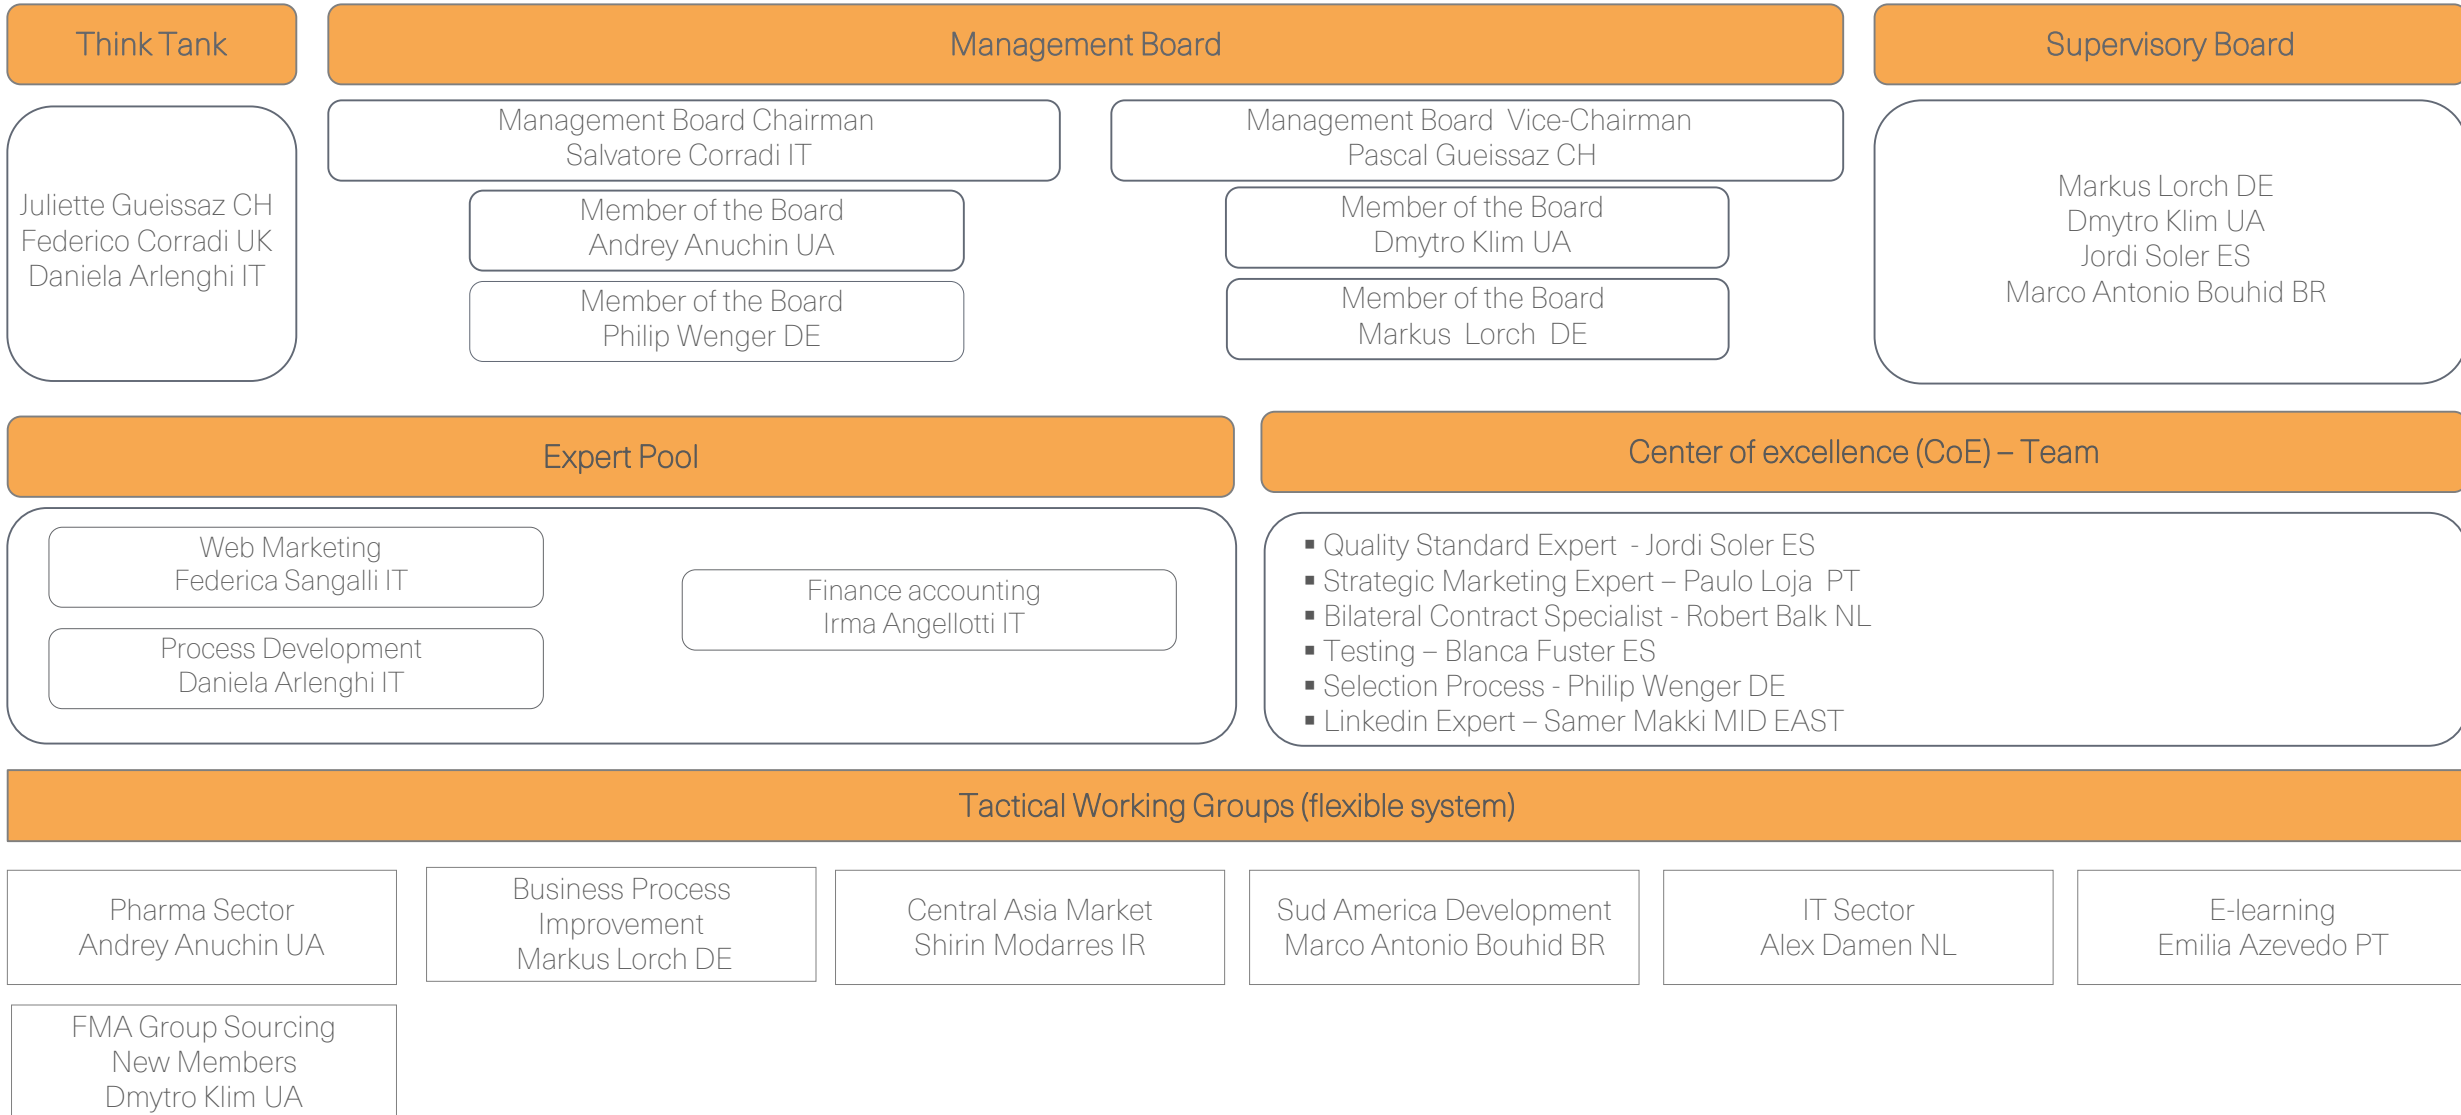 Think Tank
Management Board
Supervisory Board
Juliette Gueissaz CH
Federico Corradi UK
Daniela Arlenghi IT
Management Board Chairman
Salvatore Corradi IT
Member of the Board
Andrey Anuchin UA
Member of the Board
Philip Wenger DE
Management Board Vice-Chairman
Pascal Gueissaz CH
Member of the Board
Dmytro Klim UA
Member of the Board
Markus Lorch DE
Markus Lorch DE
Dmytro Klim UA
Jordi Soler ES
Marco Antonio Bouhid BR
Expert Pool
Web Marketing
Federica Sangalli IT
Process Development
Daniela Arlenghi IT
Finance accounting
Irma Angellotti IT
Center of excellence (CoE) – Team
▪ Quality Standard Expert - Jordi Soler ES
▪ Strategic Marketing Expert – Paulo Loja PT
▪ Bilateral Contract Specialist - Robert Balk NL
▪ Testing – Blanca Fuster ES
▪ Selection Process - Philip Wenger DE
▪ Linkedin Expert – Samer Makki MID EAST
Tactical Working Groups (flexible system)
Pharma Sector
Andrey Anuchin UA
Business Process
Improvement
Markus Lorch DE
Central Asia Market
Shirin Modarres IR
Sud America Development
Marco Antonio Bouhid BR
IT Sector
Alex Damen NL
E-learning
Emilia Azevedo PT
FMA Group Sourcing
New Members
Dmytro Klim UA